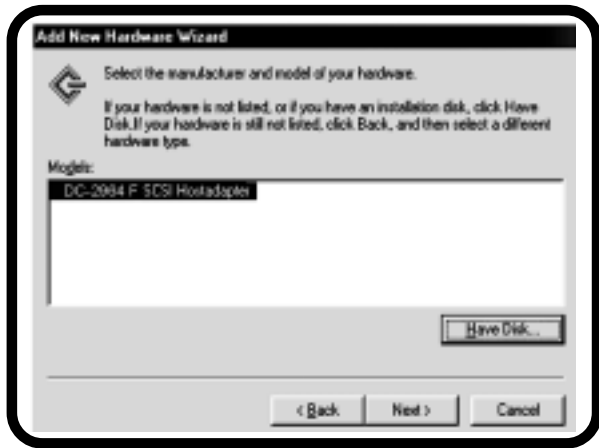 Add New Hardware Wizard
Select the manufacturer and model of your hardware.
If your hardware is not listed, or if you have an installation disk, click Have
Disk.If your hardware is still not listed, click Back, and then select a different
hardware type.
Models:
DC-2964 F SCSI Hostadapter
Have Disk...
< Back
Next >
Cancel